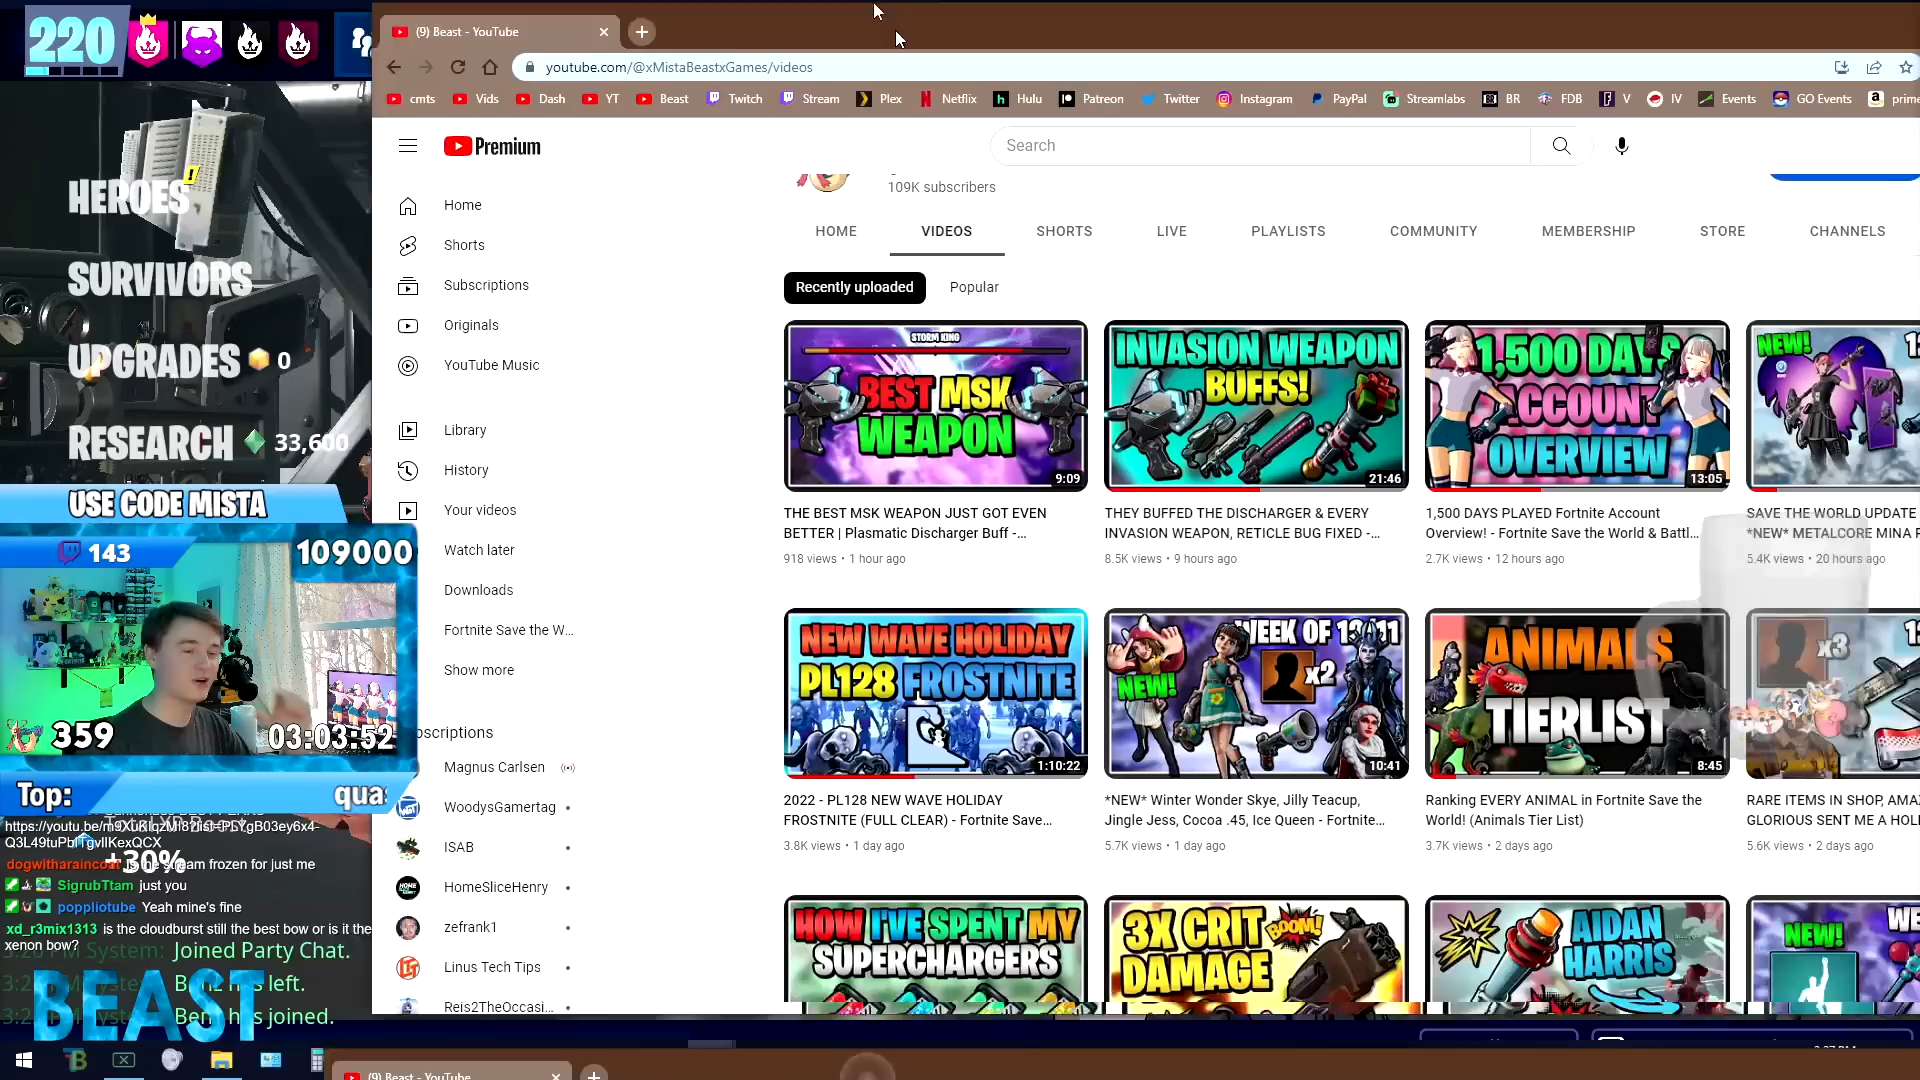 220
HEROES
SURVIVORS
UPGRADES 0
RESEARCH 33,600
USE CODE MISTA
143
109000
359
03:03:52
Top:
+30%
dogwitharaincoat Is the stream frozen for just me
SigrubTtam just you
poppliotube Yeah mine's fine
xd_r3mix1313 is the cloudburst still the best bow or is it the
xenon bow?
System: Joined Party Chat.
has left.
has joined.
BEAST
(9) Beast - YouTube
youtube.com/@xMistaBeastxGames/videos
cmts Vids Dash YT Beast Twitch Stream Plex Netflix Hulu Patreon Twitter Instagram PayPal Streamlabs BR FDB V IV Events GO Events prime
Premium
Search
Home
Shorts
Subscriptions
Originals
YouTube Music
Library
History
Your videos
Watch later
Downloads
Fortnite Save the W...
Show more
Magnus Carlsen
WoodysGamertag
ISAB
HomeSliceHenry
zefrank1
Linus Tech Tips
Reis2TheOccasi...
109K subscribers
HOME VIDEOS SHORTS LIVE PLAYLISTS COMMUNITY MEMBERSHIP STORE CHANNELS
Recently uploaded Popular
STORM KING
BEST MSK
WEAPON
9:09
THE BEST MSK WEAPON JUST GOT EVEN
BETTER | Plasmatic Discharger Buff -...
918 views • 1 hour ago
INVASION WEAPON
BUFFS!
21:46
THEY BUFFED THE DISCHARGER & EVERY
INVASION WEAPON, RETICLE BUG FIXED -...
8.5K views • 9 hours ago
1,500 DAYS
ACCOUNT
OVERVIEW
13:05
1,500 DAYS PLAYED Fortnite Account
Overview! - Fortnite Save the World & Battl...
2.7K views • 12 hours ago
NEW!
SAVE THE WORLD UPDATE
*NEW* METALCORE MINA
5.4K views • 20 hours ago
NEW WAVE HOLIDAY
PL128 FROSTNITE
1:10:22
2022 - PL128 NEW WAVE HOLIDAY
FROSTNITE (FULL CLEAR) - Fortnite Save...
3.8K views • 1 day ago
WEEK OF
NEW!
x2
10:41
*NEW* Winter Wonder Skye, Jilly Teacup,
Jingle Jess, Cocoa .45, Ice Queen - Fortnite...
5.7K views • 1 day ago
ANIMALS
TIERLIST
8:45
Ranking EVERY ANIMAL in Fortnite Save the
World! (Animals Tier List)
3.7K views • 2 days ago
x3
RARE ITEMS IN SHOP,
GLORIOUS SENT ME A
5.6K views • 2 days ago
HOW I'VE SPENT MY
SUPERCHARGERS
3X CRIT
DAMAGE
BOOM!
AIDAN
HARRIS
NEW!
(9) Beast - YouTube